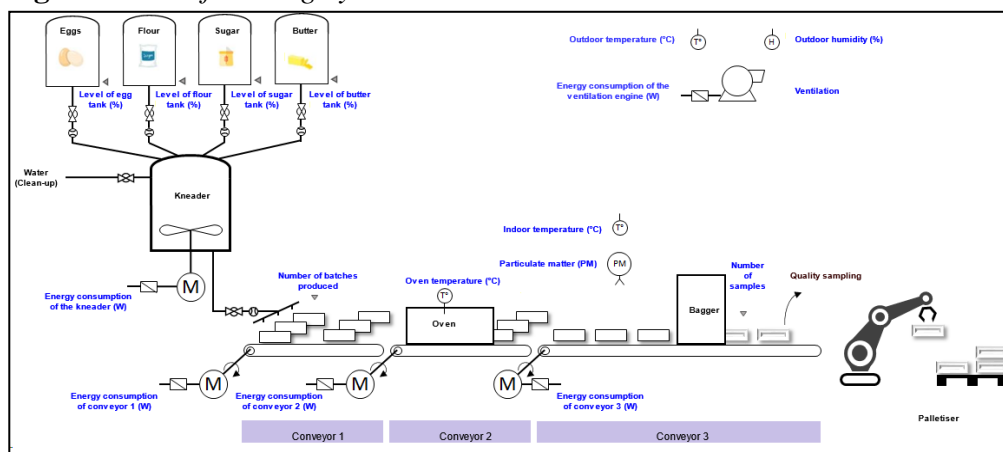 Eggs
Flour
Sugar
Butter
Level of egg
tank (%)
Level of flour
tank (%)
Level of sugar
tank (%)
Level of butter
tank (%)
Outdoor temperature (°C)
T°
H
Outdoor humidity (%)
Energy consumption of the
ventilation engine (W)
Ventilation
Water
(Clean-up)
Kneader
Indoor temperature (°C)
T°
Particulate matter (PM)
PM
Energy consumption
of the kneader (W)
M
Number of batches
produced
Oven temperature (°C)
T°
Oven
Bagger
Number
of
samples
Quality sampling
M
M
M
Energy consumption
of conveyor 1 (W)
Energy consumption
of conveyor 2 (W)
Energy consumption
of conveyor 3 (W)
Palletiser
Conveyor 1
Conveyor 2
Conveyor 3